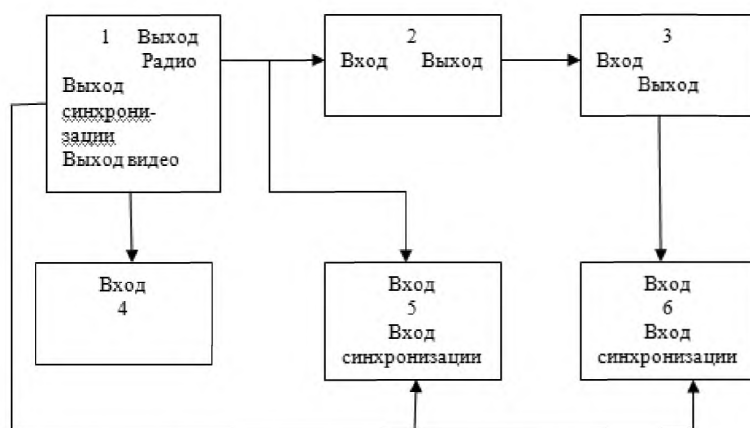 1 Выход
Радио
Выход
синхрони-
зации
Выход видео
2
Вход Выход
3
Вход
Выход
Вход
4
Вход
5
Вход
синхронизации
Вход
6
Вход
синхронизации